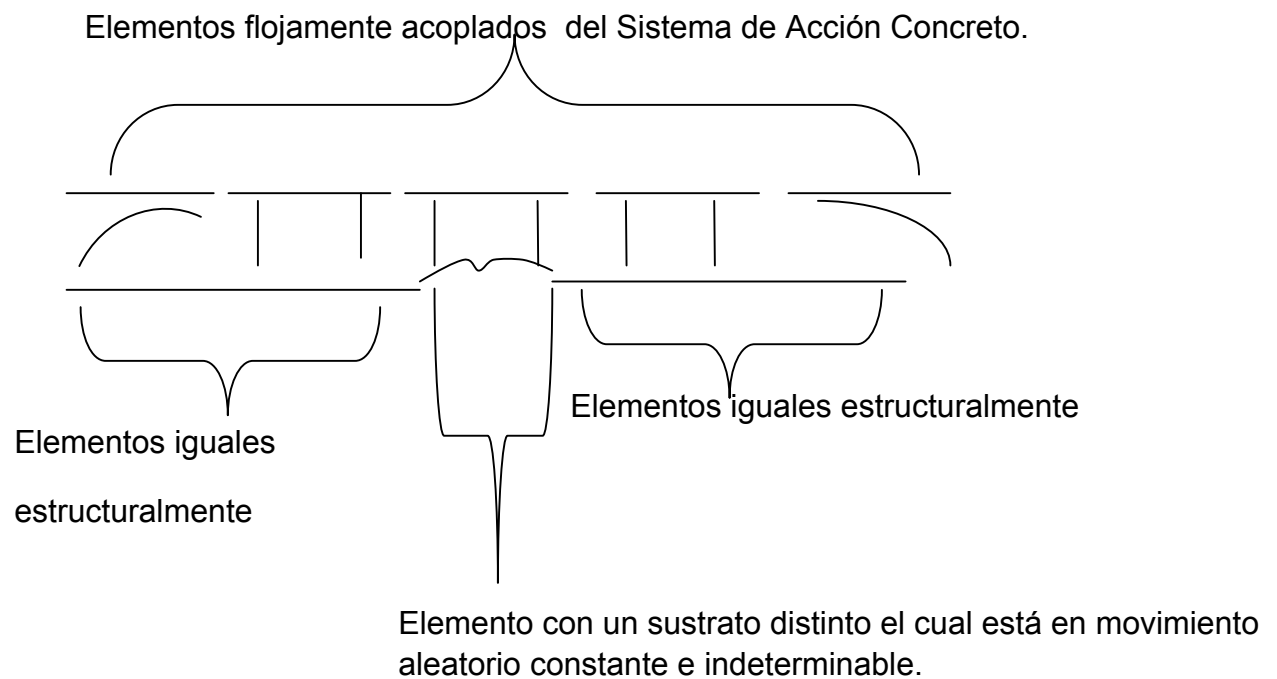 Elementos flojamente acoplados  del Sistema de Acción Concreto.
Elementos iguales
estructuralmente
Elementos iguales estructuralmente
Elemento con un sustrato distinto el cual está en movimiento
aleatorio constante e indeterminable.